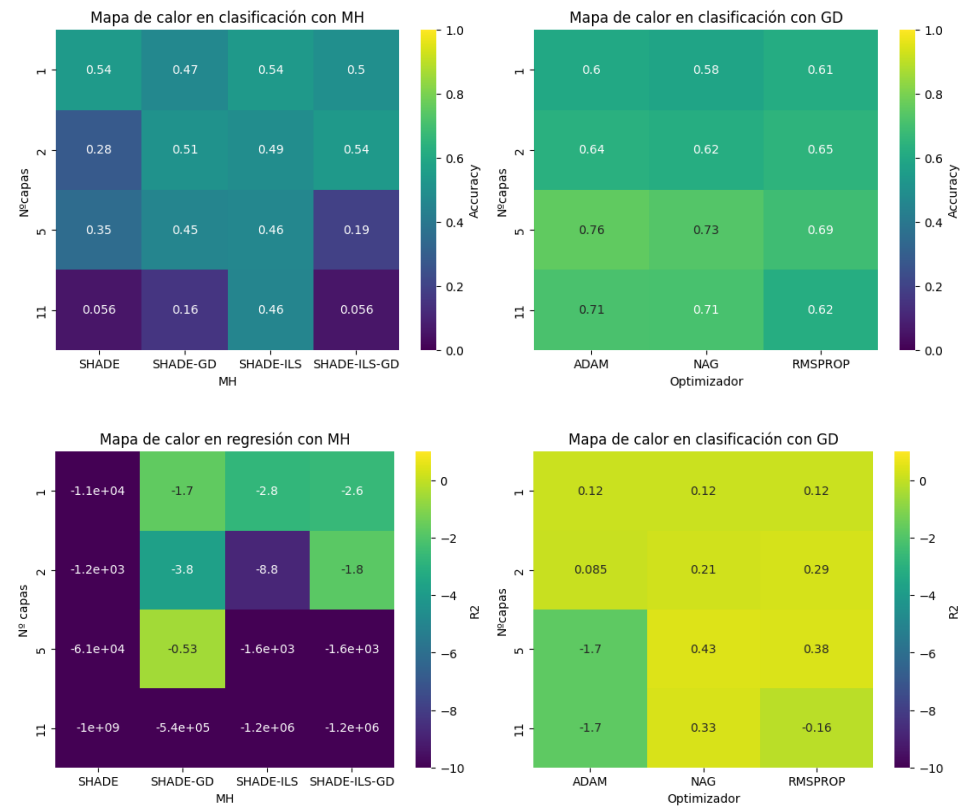 Mapa de calor en clasificación con MH
1
0.54 0.47 0.54 0.5
2
0.28 0.51 0.49 0.54
5
0.35 0.45 0.46 0.19
11
0.056 0.16 0.46 0.056
SHADE SHADE-GD SHADE-ILS SHADE-ILS-GD
MH
Nºcapas
1.0
0.8
0.6
0.4
0.2
0.0
Accuracy
Mapa de calor en clasificación con GD
1
0.6 0.58 0.61
2
0.64 0.62 0.65
5
0.76 0.73 0.69
11
0.71 0.71 0.62
ADAM NAG RMSPROP
Optimizador
Nºcapas
1.0
0.8
0.6
0.4
0.2
0.0
Accuracy
Mapa de calor en regresión con MH
1
-1.1e+04 -1.7 -2.8 -2.6
2
-1.2e+03 -3.8 -8.8 -1.8
5
-6.1e+04 -0.53 -1.6e+03 -1.6e+03
11
-1e+09 -5.4e+05 -1.2e+06 -1.2e+06
SHADE SHADE-GD SHADE-ILS SHADE-ILS-GD
MH
Nº capas
0
−2
−4
−6
−8
−10
R2
Mapa de calor en clasificación con GD
1
0.12 0.12 0.12
2
0.085 0.21 0.29
5
-1.7 0.43 0.38
11
-1.7 0.33 -0.16
ADAM NAG RMSPROP
Optimizador
Nºcapas
0
−2
−4
−6
−8
−10
R2